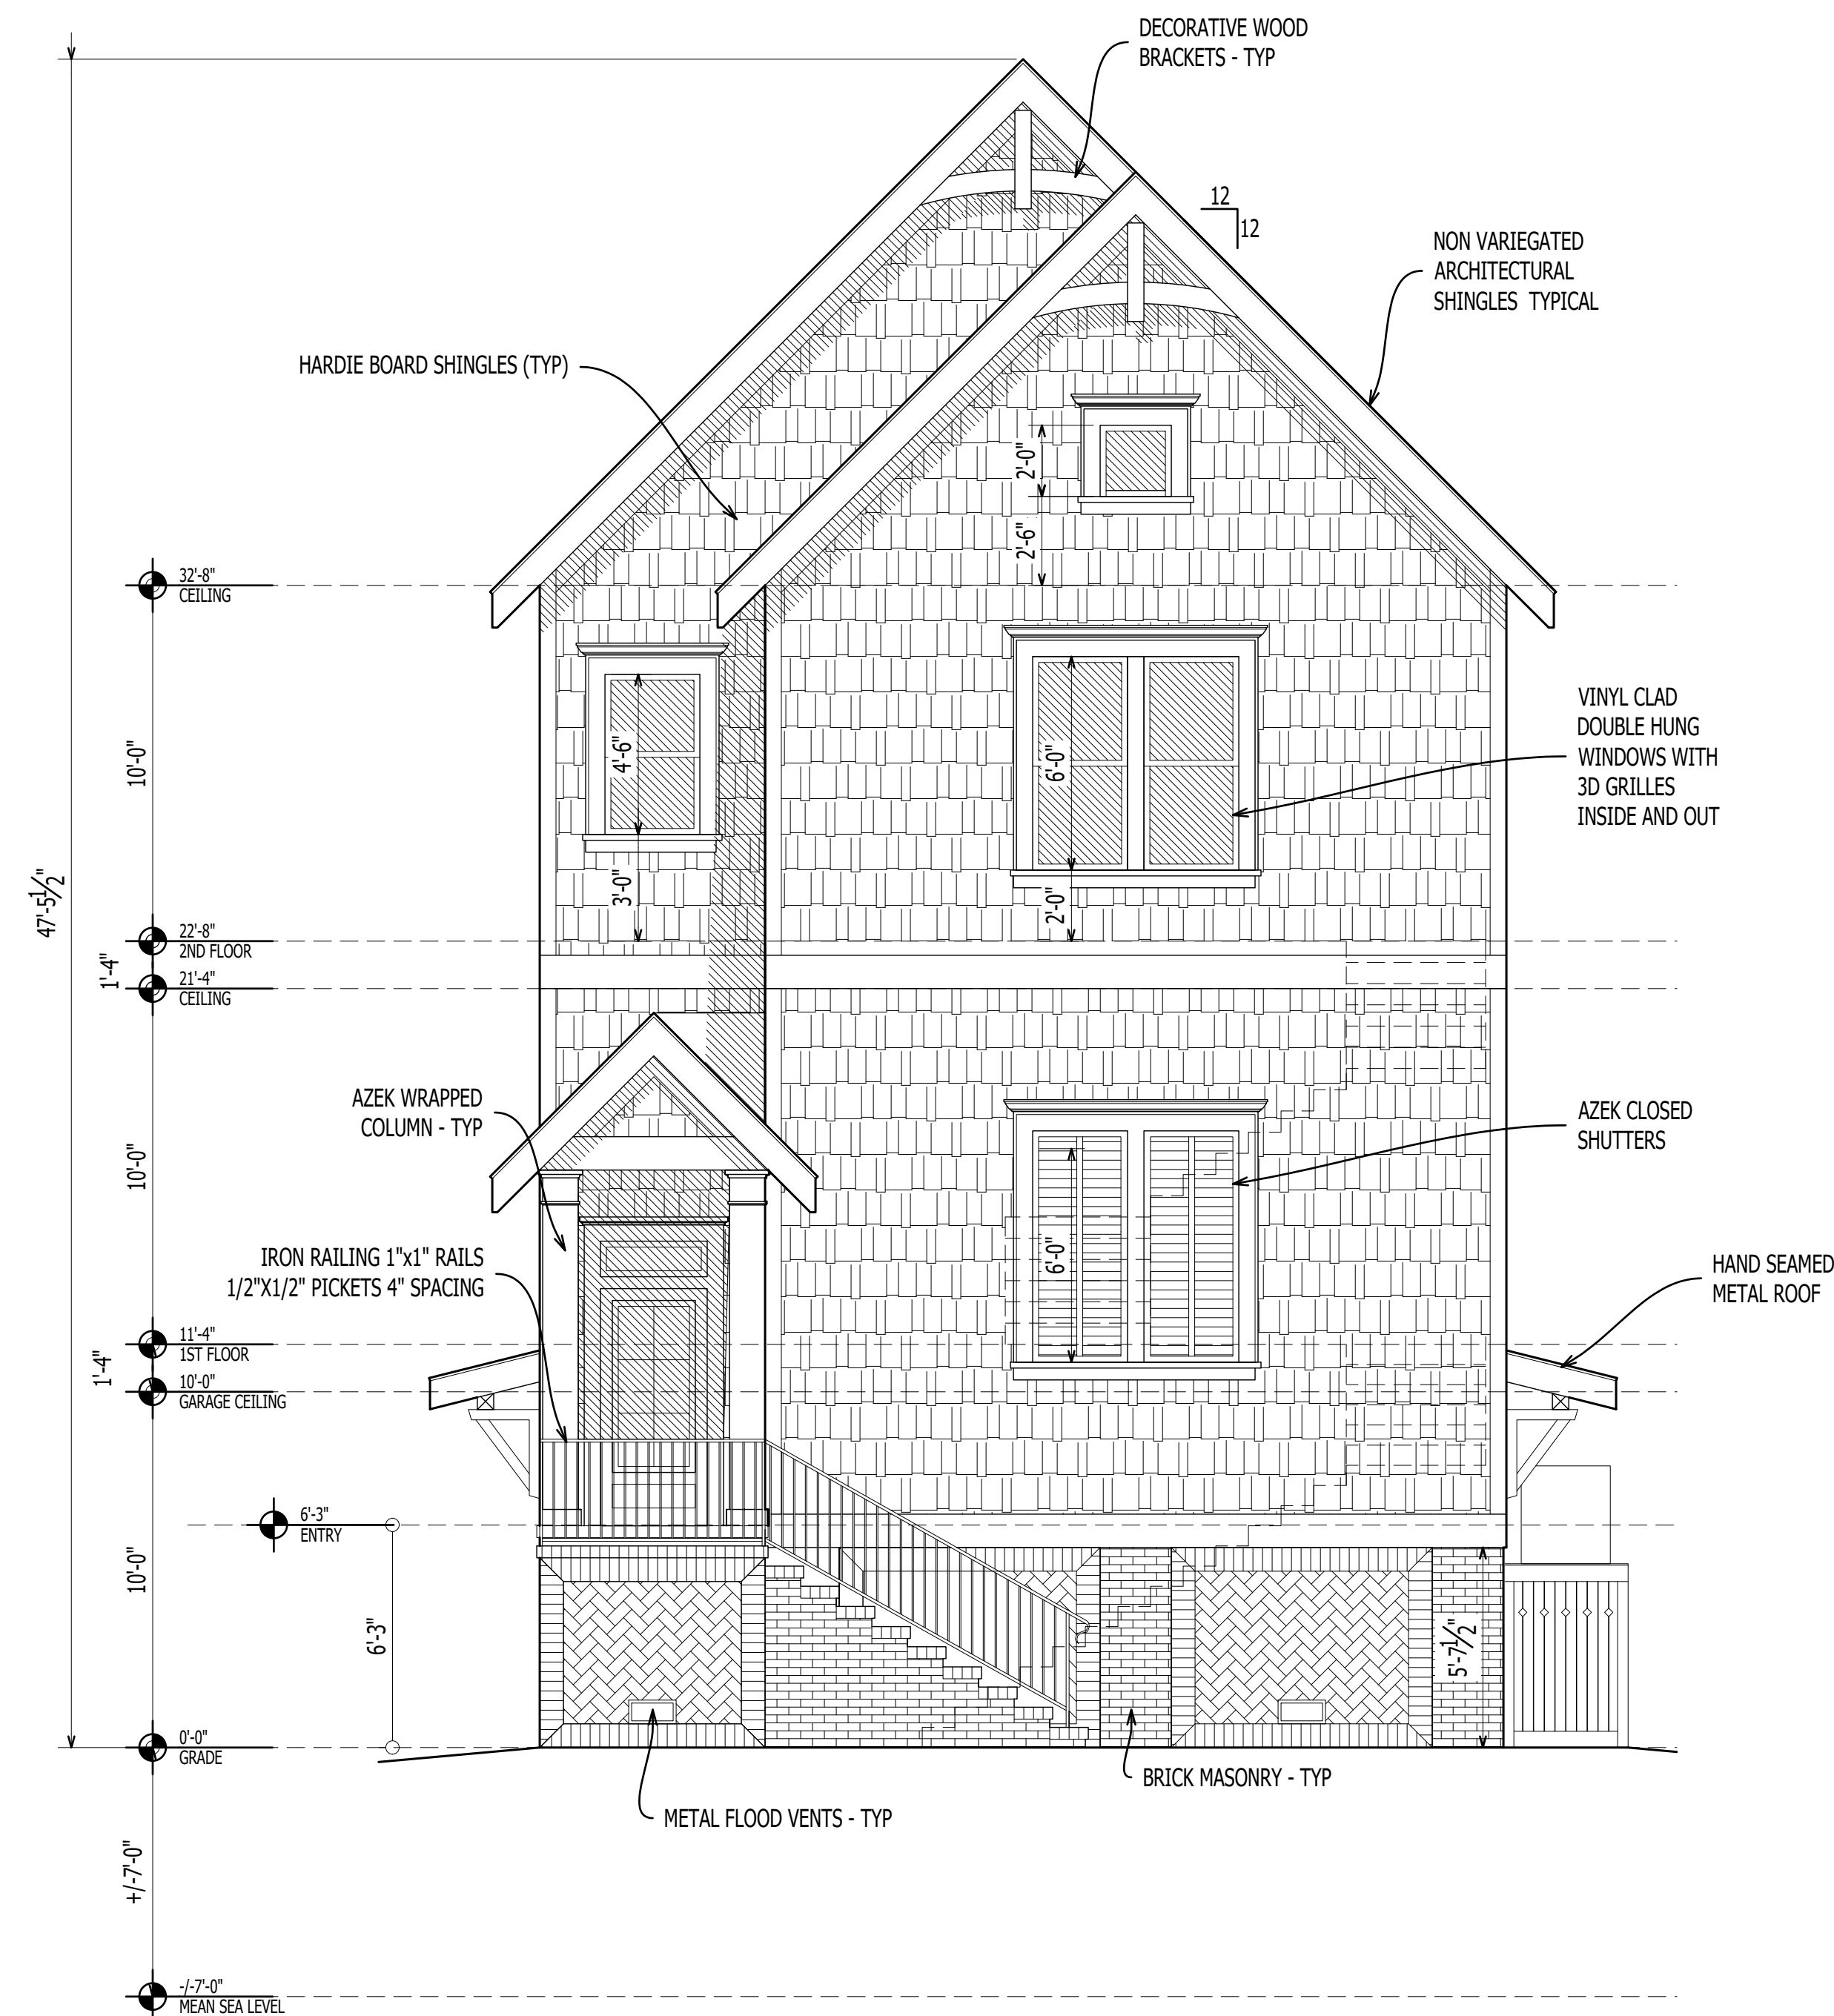 DECORATIVE WOOD
BRACKETS - TYP
12
12
NON VARIEGATED
ARCHITECTURAL
SHINGLES TYPICAL
HARDIE BOARD SHINGLES (TYP)
2'-0"
2'-6"
32'-8"
CEILING
VINYL CLAD
DOUBLE HUNG
WINDOWS WITH
3D GRILLES
INSIDE AND OUT
10'-0"
4'-6"
6'-0"
3'-0"
2'-0"
47'-5 1/2"
22'-8"
2ND FLOOR
1'-4"
21'-4"
CEILING
AZEK WRAPPED
COLUMN - TYP
AZEK CLOSED
SHUTTERS
10'-0"
6'-0"
IRON RAILING 1"x1" RAILS
1/2"X1/2" PICKETS 4" SPACING
HAND SEAMED
METAL ROOF
11'-4"
1ST FLOOR
1'-4"
10'-0"
GARAGE CEILING
6'-3"
ENTRY
10'-0"
6'-3"
5'-7 1/2"
0'-0"
GRADE
BRICK MASONRY - TYP
METAL FLOOD VENTS - TYP
+/-7'-0"
-/-7'-0"
MEAN SEA LEVEL